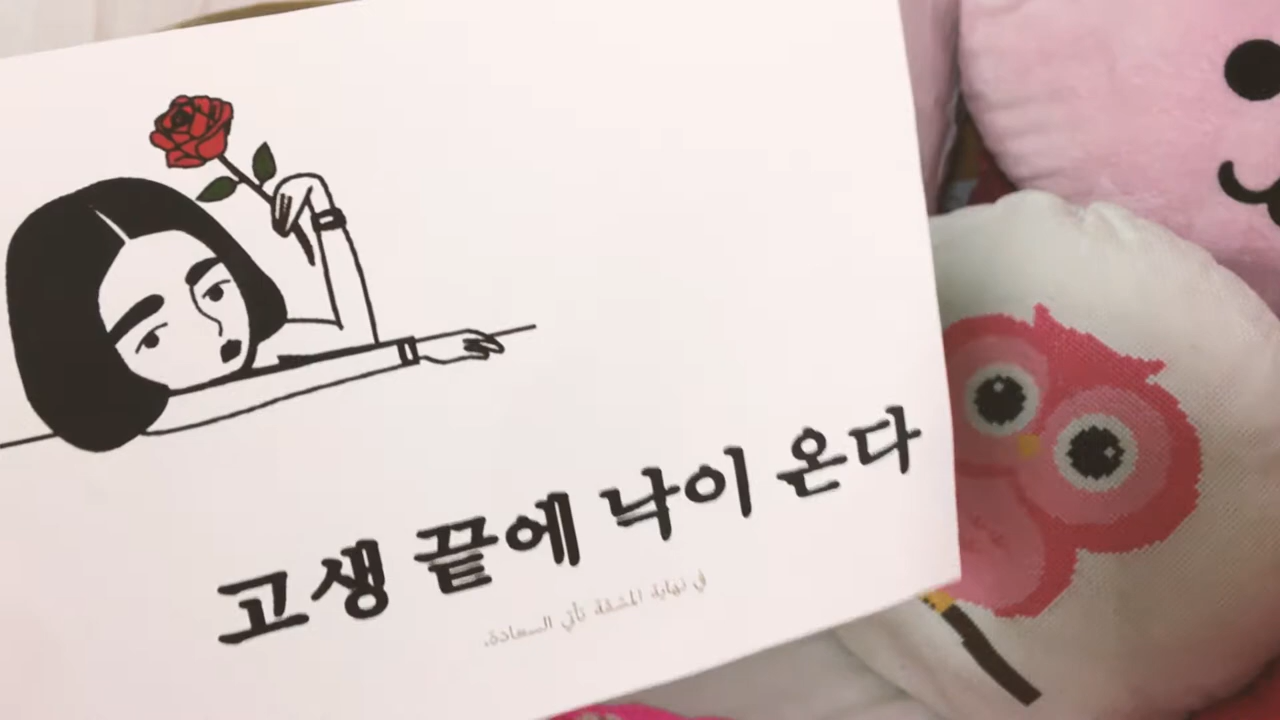 고생 끝에 낙이 온다
في نهاية المشقة تأتي السعادة.